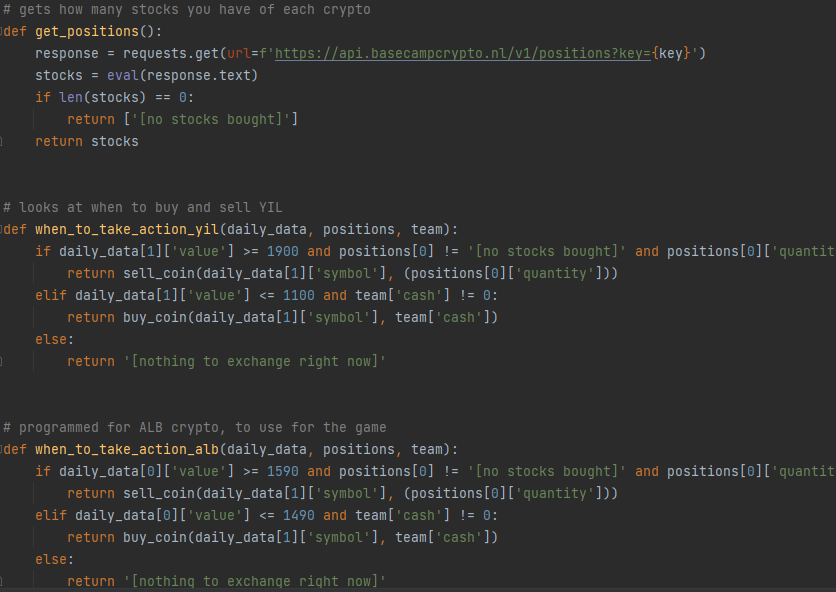 # gets how many stocks you have of each crypto
def get_positions():
    response = requests.get(url=f'https://api.basecampcrypto.nl/v1/positions?key={key}')
    stocks = eval(response.text)
    if len(stocks) == 0:
        return ['[no stocks bought]']
    return stocks
# looks at when to buy and sell YIL
def when_to_take_action_yil(daily_data, positions, team):
    if daily_data[1]['value'] >= 1900 and positions[0] != '[no stocks bought]' and positions[0]['quantit
        return sell_coin(daily_data[1]['symbol'], (positions[0]['quantity']))
    elif daily_data[1]['value'] <= 1100 and team['cash'] != 0:
        return buy_coin(daily_data[1]['symbol'], team['cash'])
    else:
        return '[nothing to exchange right now]'
# programmed for ALB crypto, to use for the game
def when_to_take_action_alb(daily_data, positions, team):
    if daily_data[0]['value'] >= 1590 and positions[0] != '[no stocks bought]' and positions[0]['quantit
        return sell_coin(daily_data[1]['symbol'], (positions[0]['quantity']))
    elif daily_data[0]['value'] <= 1490 and team['cash'] != 0:
        return buy_coin(daily_data[1]['symbol'], team['cash'])
    else:
        return '[nothing to exchange right now]'